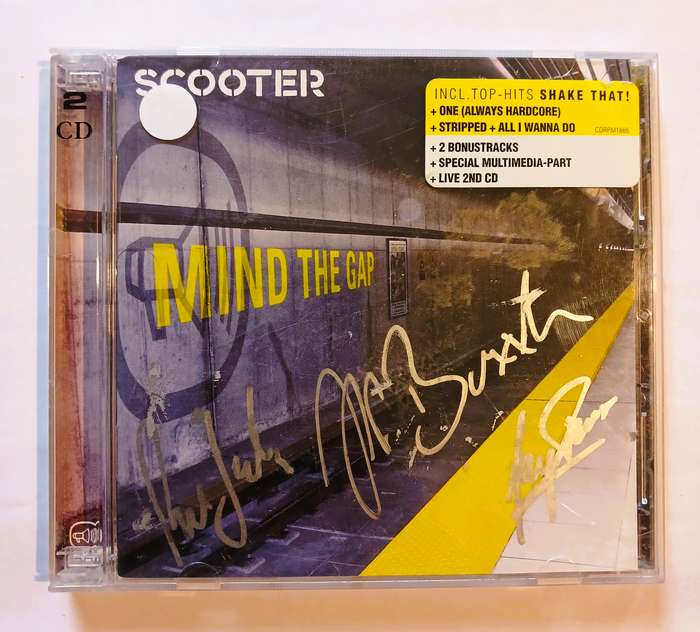 SCOOTER
2
CD
INCL.TOP-HITS SHAKE THAT!
+ ONE (ALWAYS HARDCORE)
+ STRIPPED + ALL I WANNA DO
+ 2 BONUSTRACKS
+ SPECIAL MULTIMEDIA-PART
+ LIVE 2ND CD
MIND THE GAP